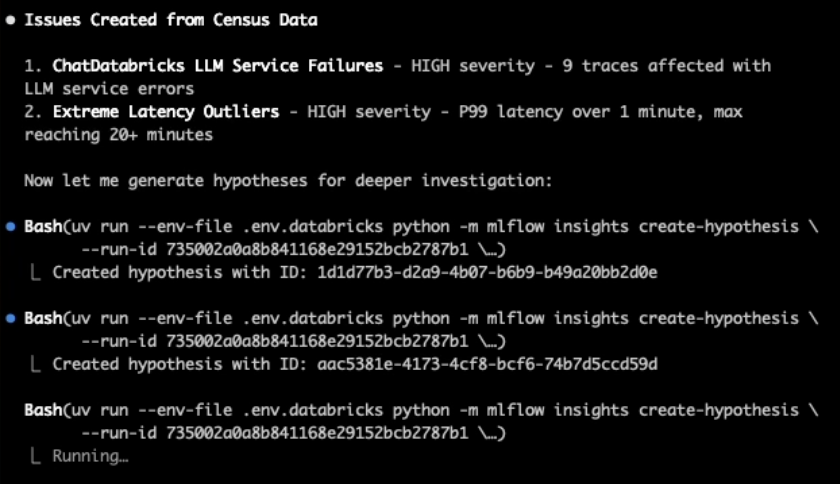 ● Issues Created from Census Data
1. ChatDatabricks LLM Service Failures - HIGH severity - 9 traces affected with
LLM service errors
2. Extreme Latency Outliers - HIGH severity - P99 latency over 1 minute, max
reaching 20+ minutes
Now let me generate hypotheses for deeper investigation:
● Bash(uv run --env-file .env.databricks python -m mlflow insights create-hypothesis \
--run-id 735002a0a8b841168e29152bcb2787b1 \…)
⎿ Created hypothesis with ID: 1d1d77b3-d2a9-4b07-b6b9-b49a20bb2d0e
● Bash(uv run --env-file .env.databricks python -m mlflow insights create-hypothesis \
--run-id 735002a0a8b841168e29152bcb2787b1 \…)
⎿ Created hypothesis with ID: aac5381e-4173-4cf8-bcf6-74b7d5ccd59d
Bash(uv run --env-file .env.databricks python -m mlflow insights create-hypothesis \
--run-id 735002a0a8b841168e29152bcb2787b1 \…)
⎿ Running…